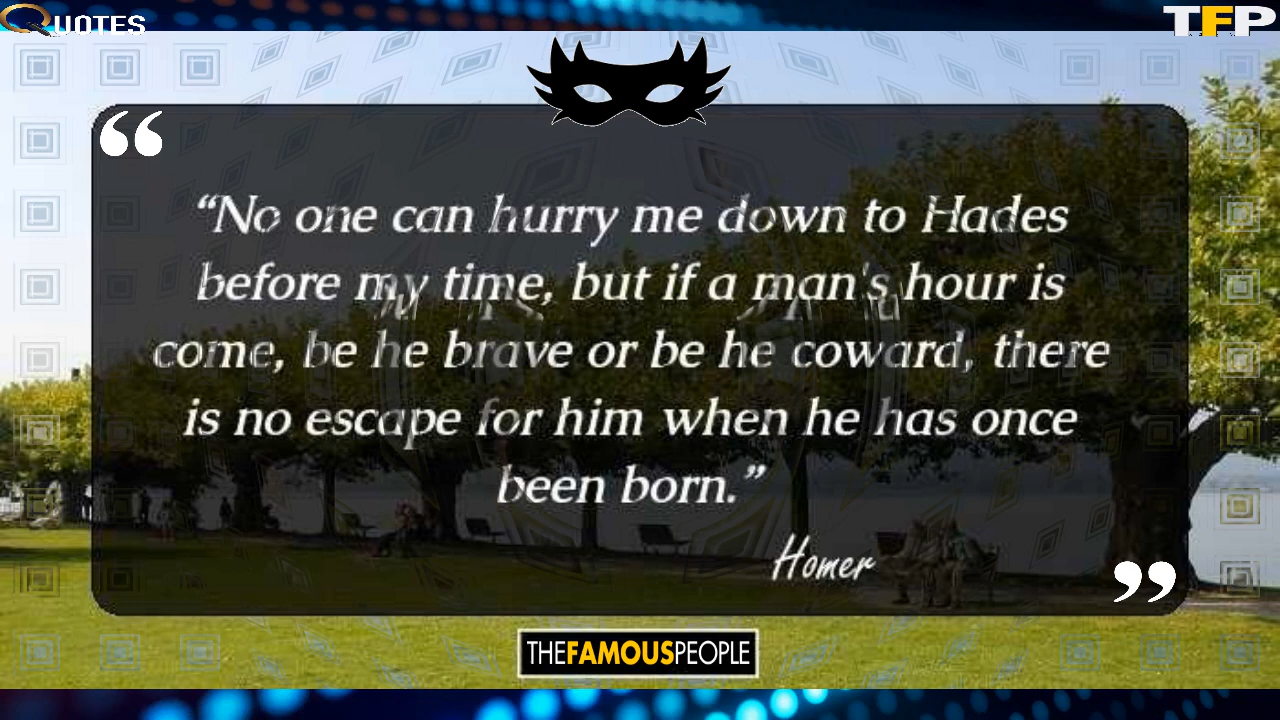 QUOTES
TFP
“
“No one can hurry me down to Hades
before my time, but if a man's hour is
come, be he brave or be he coward, there
is no escape for him when he has once
been born.”
Homer
”
THEFAMOUSPEOPLE